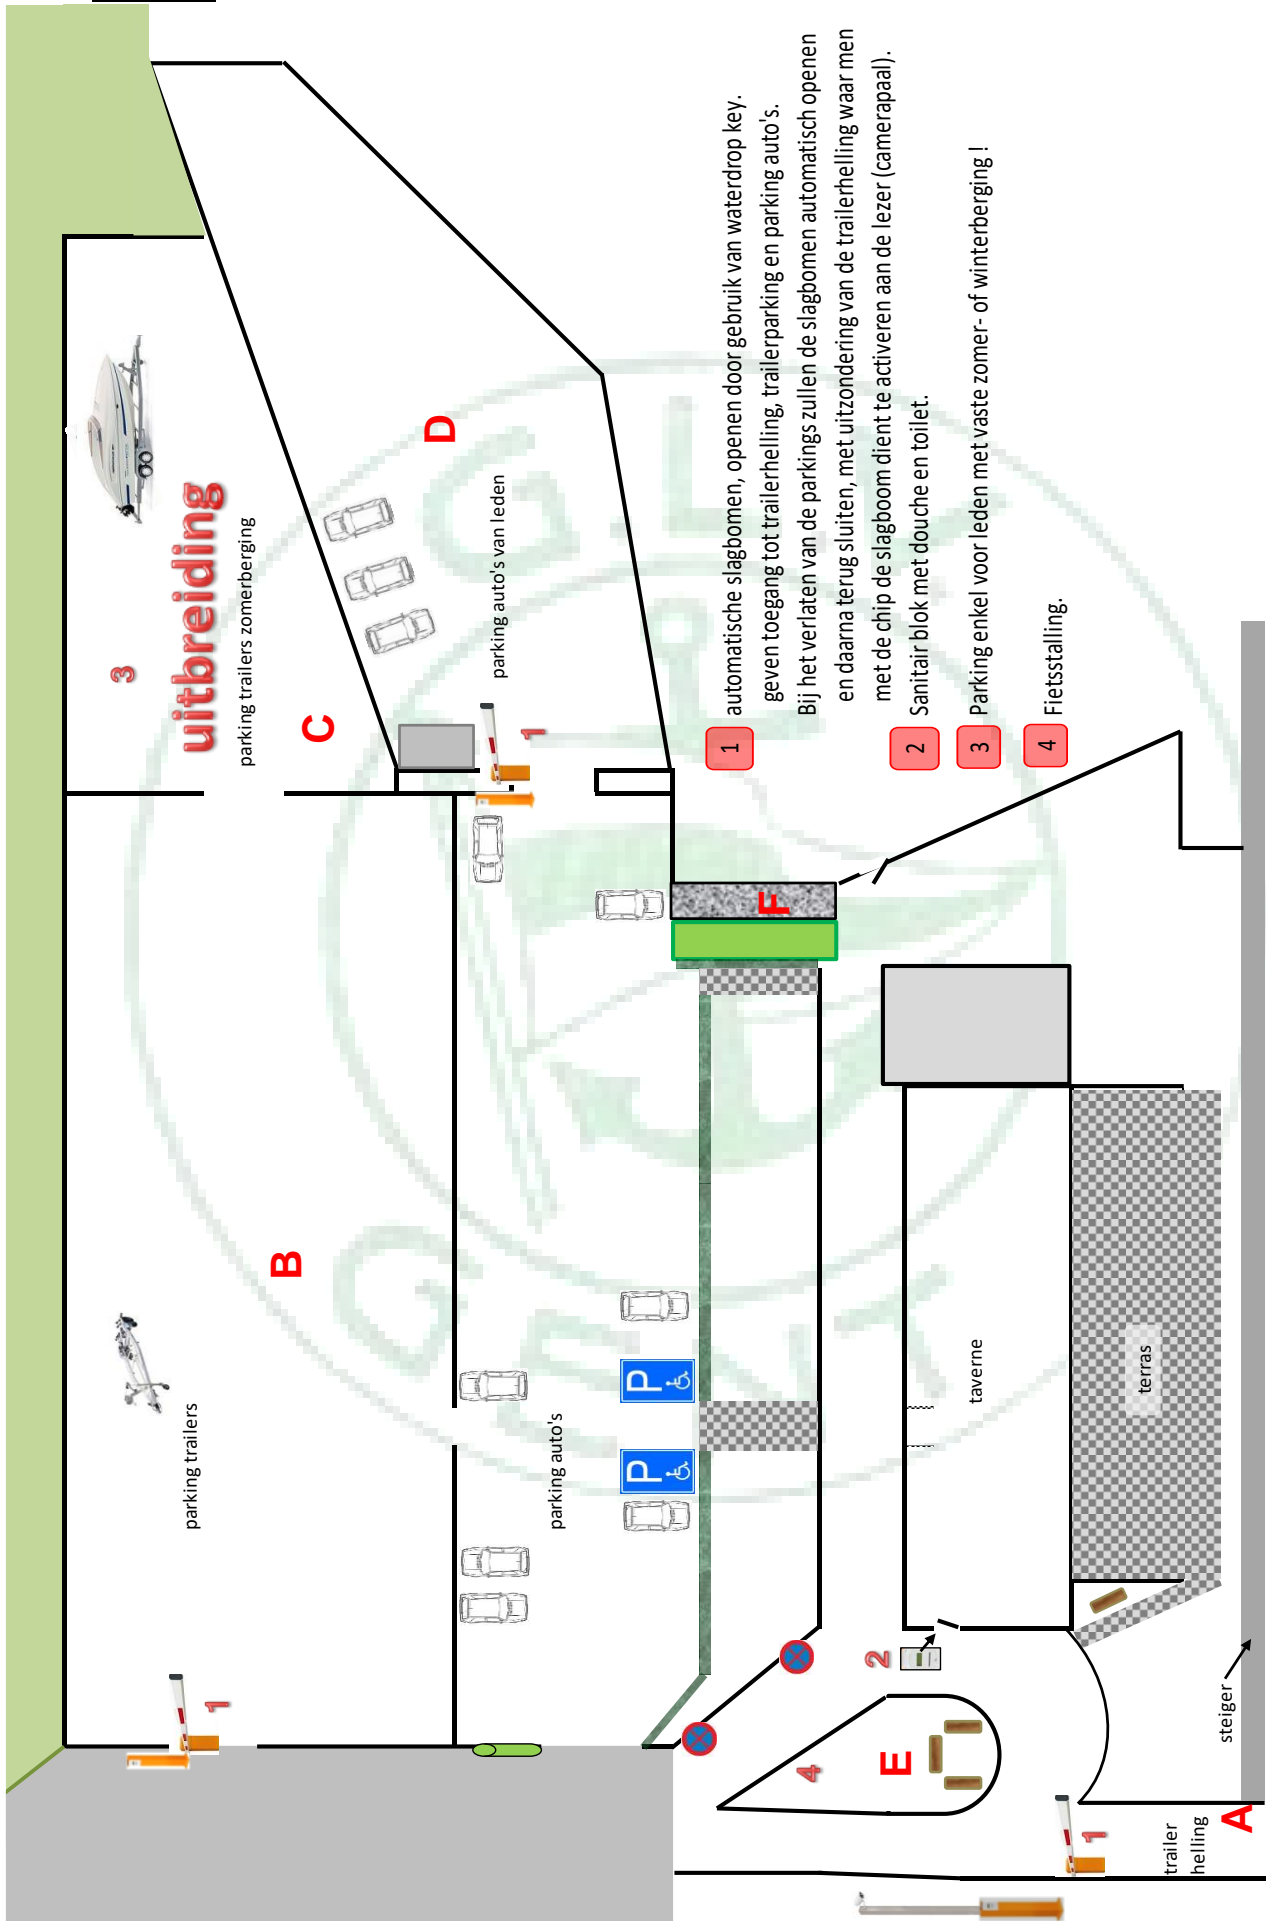 3
uitbreiding
parking trailers zomerberging
C
D
parking auto's van leden
1
B
parking trailers
1
parking auto's
P
P
F
1
automatische slagbomen, openen door gebruik van waterdrop key.
geven toegang tot trailerhelling, trailerparking en parking auto's.
Bij het verlaten van de parkings zullen de slagbomen automatisch openen
en daarna terug sluiten, met uitzondering van de trailerhelling waar men
met de chip de slagboom dient te activeren aan de lezer (camerapaal).
2
Sanitair blok met douche en toilet.
3
Parking enkel voor leden met vaste zomer- of winterberging !
4
Fietsstalling.
4
E
2
taverne
terras
steiger
1
trailer
helling
A
G.L.V.
GENT